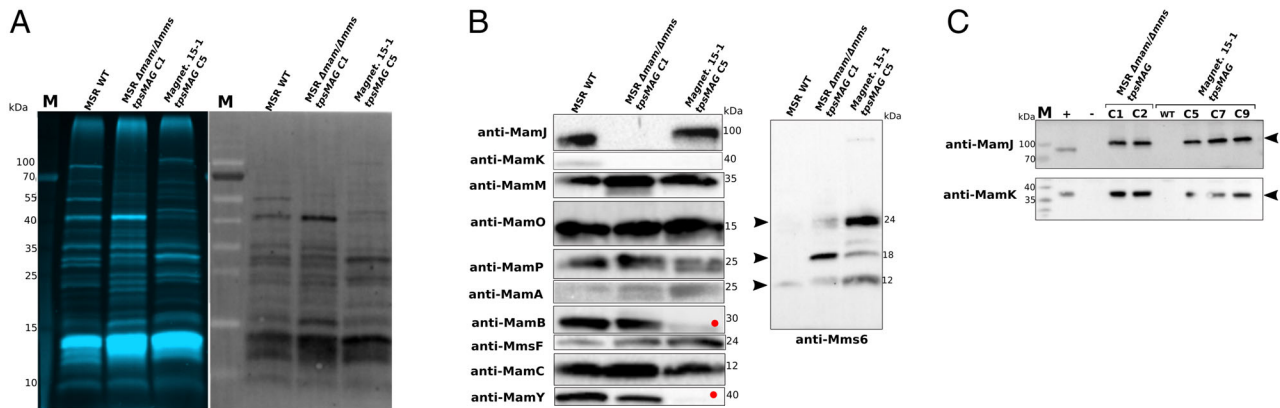 A
kDa
M
MSR WT
MSR Δmam/Δmms
tpsMAG C1
Magnet. 15-1
tpsMAG C5
M
MSR WT
MSR Δmam/Δmms
tpsMAG C1
Magnet. 15-1
tpsMAG C5
100
70
55
40
35
25
15
10
B
MSR WT
MSR Δmam/Δmms
tpsMAG C1
Magnet. 15-1
tpsMAG C5
kDa
anti-MamJ 100
anti-MamK 40
anti-MamM 35
anti-MamO 15
anti-MamP 25
anti-MamA 25
anti-MamB 30
anti-MmsF 24
anti-MamC 12
anti-MamY 40
MSR WT
MSR Δmam/Δmms
tpsMAG C1
Magnet. 15-1
tpsMAG C5
kDa
24
18
12
anti-Mms6
C
MSR Δmam/Δmms
tpsMAG
Magnet. 15-1
tpsMAG
M + - C1 C2 WT C5 C7 C9
kDa
anti-MamJ
100
70
anti-MamK
40
35